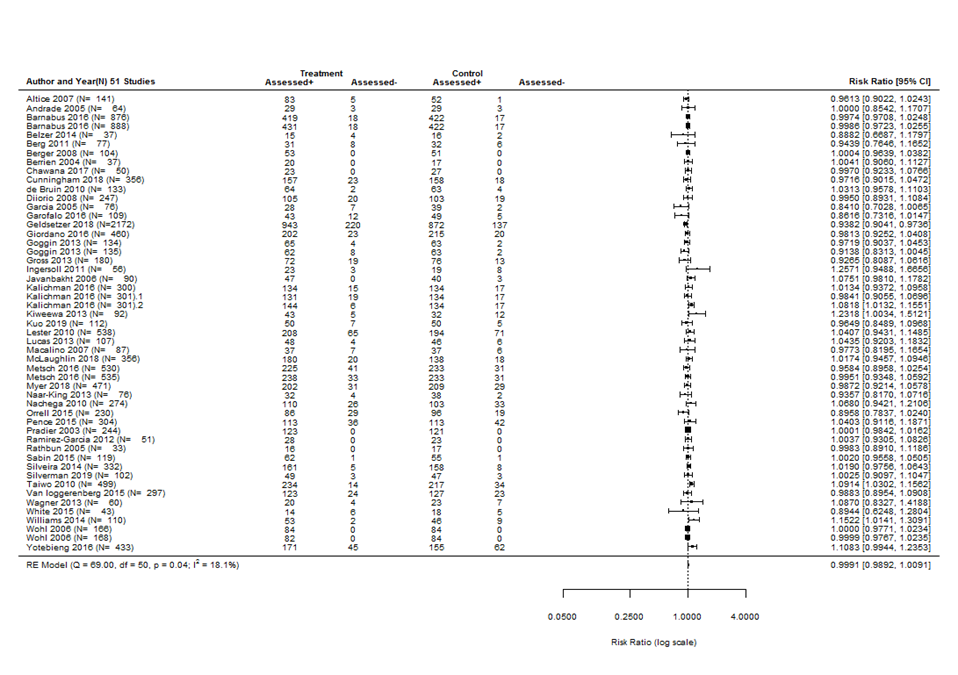 Treatment Control
Author and Year(N) 51 Studies Assessed+ Assessed- Assessed+ Assessed- Risk Ratio [95% CI]
Altice 2007 (N= 141) 83 5 52 1 0.9613 [0.9022, 1.0243]
Andrade 2005 (N= 64) 29 3 29 3 1.0000 [0.8542, 1.1707]
Barnabus 2016 (N= 876) 419 18 422 17 0.9974 [0.9708, 1.0248]
Barnabus 2016 (N= 888) 431 18 422 17 0.9986 [0.9723, 1.0255]
Belzer 2014 (N= 37) 15 4 16 2 0.8882 [0.6687, 1.1797]
Berg 2011 (N= 77) 31 8 32 6 0.9439 [0.7646, 1.1652]
Berger 2008 (N= 104) 53 0 51 0 1.0004 [0.9639, 1.0382]
Berrien 2004 (N= 37) 20 0 17 0 1.0041 [0.9060, 1.1127]
Chawana 2017 (N= 50) 23 0 27 0 0.9970 [0.9233, 1.0766]
Cunningham 2018 (N= 356) 157 23 158 18 0.9716 [0.9015, 1.0472]
de Bruin 2010 (N= 133) 64 2 63 4 1.0313 [0.9578, 1.1103]
Diiorio 2008 (N= 247) 105 20 103 19 0.9950 [0.8931, 1.1084]
Garcia 2005 (N= 76) 28 7 39 2 0.8410 [0.7028, 1.0065]
Garofalo 2016 (N= 109) 43 12 49 5 0.8616 [0.7316, 1.0147]
Geldsetzer 2018 (N=2172) 943 220 872 137 0.9382 [0.9041, 0.9736]
Giordano 2016 (N= 460) 202 23 215 20 0.9813 [0.9252, 1.0408]
Goggin 2013 (N= 134) 65 4 63 2 0.9719 [0.9037, 1.0453]
Goggin 2013 (N= 135) 62 8 63 2 0.9138 [0.8313, 1.0045]
Gross 2013 (N= 180) 72 19 76 13 0.9265 [0.8087, 1.0616]
Ingersoll 2011 (N= 56) 23 3 19 8 1.2571 [0.9488, 1.6656]
Javanbakht 2006 (N= 90) 47 0 40 3 1.0751 [0.9810, 1.1782]
Kalichman 2016 (N= 300) 134 15 134 17 1.0134 [0.9372, 1.0958]
Kalichman 2016 (N= 301).1 131 19 134 17 0.9841 [0.9055, 1.0696]
Kalichman 2016 (N= 301).2 144 6 134 17 1.0818 [1.0132, 1.1551]
Kiweewa 2013 (N= 92) 43 5 32 12 1.2318 [1.0034, 1.5121]
Kuo 2019 (N= 112) 50 7 50 5 0.9649 [0.8489, 1.0968]
Lester 2010 (N= 538) 208 65 194 71 1.0407 [0.9431, 1.1485]
Lucas 2013 (N= 107) 48 4 46 6 1.0435 [0.9203, 1.1832]
Macalino 2007 (N= 87) 37 7 37 6 0.9773 [0.8195, 1.1654]
McLaughlin 2018 (N= 356) 180 20 138 18 1.0174 [0.9457, 1.0946]
Metsch 2016 (N= 530) 225 41 233 31 0.9584 [0.8958, 1.0254]
Metsch 2016 (N= 535) 238 33 233 31 0.9951 [0.9348, 1.0592]
Myer 2018 (N= 471) 202 31 209 29 0.9872 [0.9214, 1.0578]
Naar-King 2013 (N= 76) 32 4 38 2 0.9357 [0.8170, 1.0716]
Nachega 2010 (N= 274) 110 26 103 33 1.0680 [0.9421, 1.2106]
Orrell 2015 (N= 230) 86 29 96 19 0.8958 [0.7837, 1.0240]
Pence 2015 (N= 304) 113 36 113 42 1.0403 [0.9116, 1.1871]
Pradier 2003 (N= 244) 123 0 121 0 1.0001 [0.9842, 1.0162]
Ramirez-Garcia 2012 (N= 51) 28 0 23 0 1.0037 [0.9305, 1.0826]
Rathbun 2005 (N= 33) 16 0 17 0 0.9983 [0.8910, 1.1186]
Sabin 2015 (N= 119) 62 1 55 1 1.0020 [0.9558, 1.0505]
Silveira 2014 (N= 332) 161 5 158 8 1.0190 [0.9756, 1.0643]
Silverman 2019 (N= 102) 49 3 47 3 1.0025 [0.9097, 1.1047]
Taiwo 2010 (N= 499) 234 14 217 34 1.0914 [1.0302, 1.1562]
Van loggerenberg 2015 (N= 297) 123 24 127 23 0.9883 [0.8954, 1.0908]
Wagner 2013 (N= 60) 20 4 23 7 1.0870 [0.8327, 1.4188]
White 2015 (N= 43) 14 6 18 5 0.8944 [0.6248, 1.2804]
Williams 2014 (N= 110) 53 2 46 9 1.1522 [1.0141, 1.3091]
Wohl 2006 (N= 166) 84 0 82 0 1.0000 [0.9771, 1.0234]
Wohl 2006 (N= 168) 82 0 84 0 0.9999 [0.9767, 1.0235]
Yotebieng 2016 (N= 433) 171 45 155 62 1.1083 [0.9944, 1.2353]
RE Model (Q = 69.00, df = 50, p = 0.04; I² = 18.1%) 0.9991 [0.9892, 1.0091]
0.0500 0.2500 1.0000 4.0000
Risk Ratio (log scale)